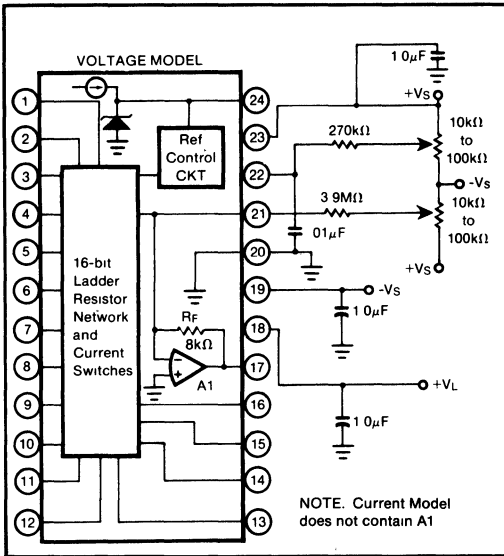 VOLTAGE MODEL
1
2
3
4
5
6
7
8
9
10
11
12
24
23
22
21
20
19
18
17
16
15
14
13
Ref
Control
CKT
16-bit
Ladder
Resistor
Network
and
Current
Switches
RF
8kΩ
A1
1 0μF
+VS
270kΩ
10kΩ
to
100kΩ
-VS
3 9MΩ
01μF
10kΩ
to
100kΩ
+VS
-VS
1 0μF
+VL
1 0μF
NOTE. Current Model
does not contain A1